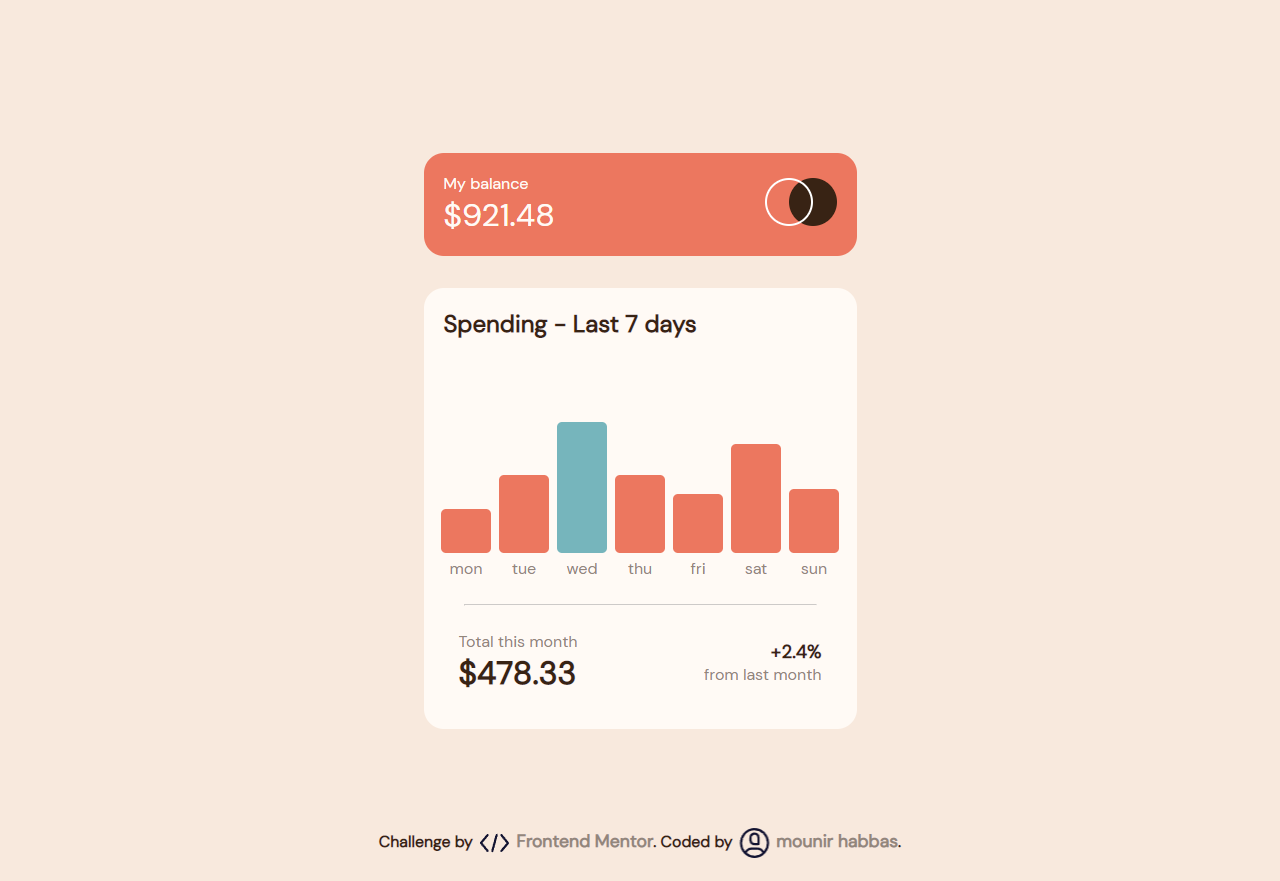 My balance
$921.48
Spending - Last 7 days
mon tue wed thu fri sat sun
Total this month
$478.33
+2.4%
from last month
Challenge by Frontend Mentor. Coded by mounir habbas.